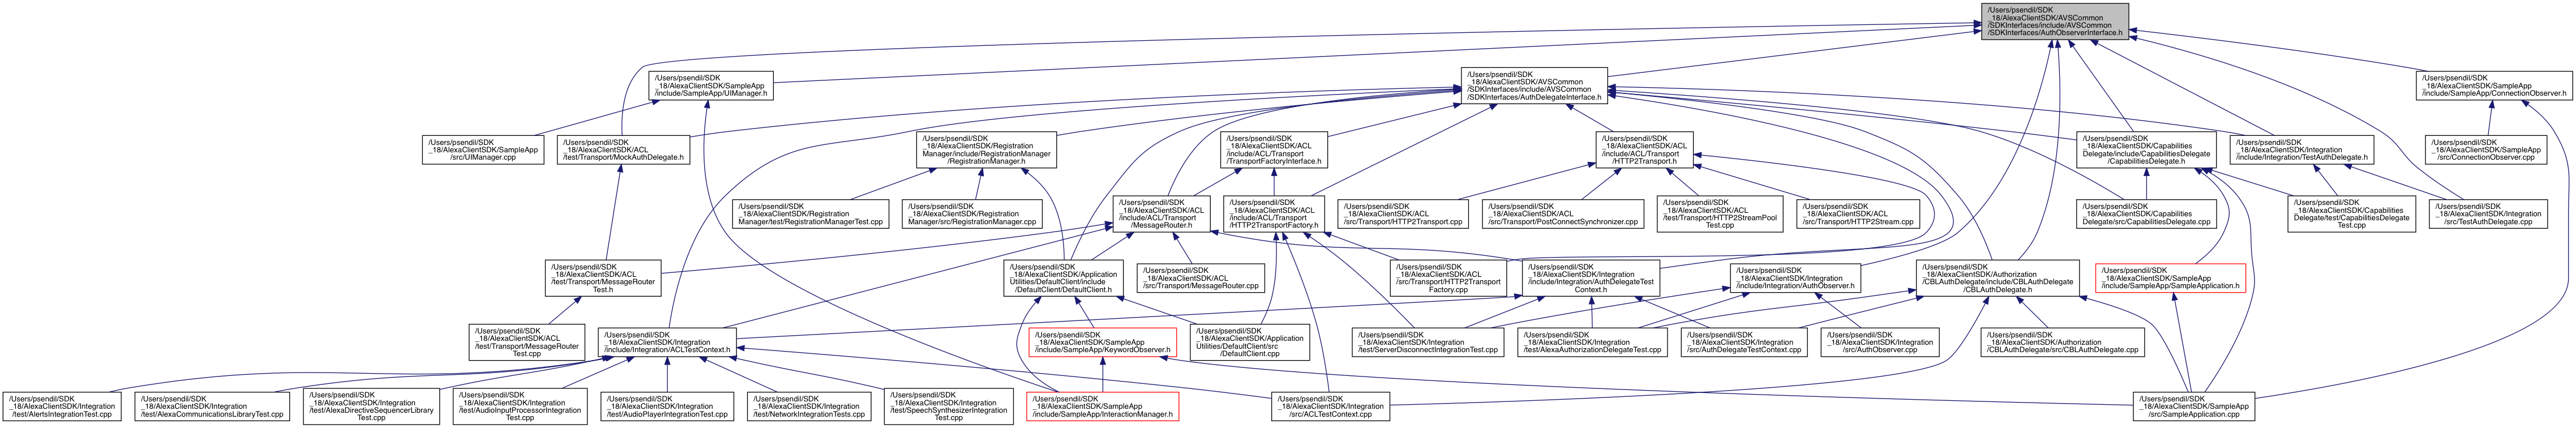 /Users/psendil/SDK
_18/AlexaClientSDK/AVSCommon
/SDKInterfaces/include/AVSCommon
/SDKInterfaces/AuthObserverInterface.h
/Users/psendil/SDK
_18/AlexaClientSDK/SampleApp
/include/SampleApp/UIManager.h
/Users/psendil/SDK
_18/AlexaClientSDK/AVSCommon
/SDKInterfaces/include/AVSCommon
/SDKInterfaces/AuthDelegateInterface.h
/Users/psendil/SDK
_18/AlexaClientSDK/SampleApp
/include/SampleApp/ConnectionObserver.h
/Users/psendil/SDK
_18/AlexaClientSDK/SampleApp
/src/UIManager.cpp
/Users/psendil/SDK
_18/AlexaClientSDK/ACL
/test/Transport/MockAuthDelegate.h
/Users/psendil/SDK
_18/AlexaClientSDK/Registration
Manager/include/RegistrationManager
/RegistrationManager.h
/Users/psendil/SDK
_18/AlexaClientSDK/ACL
/include/ACL/Transport
/TransportFactoryInterface.h
/Users/psendil/SDK
_18/AlexaClientSDK/ACL
/include/ACL/Transport
/HTTP2Transport.h
/Users/psendil/SDK
_18/AlexaClientSDK/Capabilities
Delegate/include/CapabilitiesDelegate
/CapabilitiesDelegate.h
/Users/psendil/SDK
_18/AlexaClientSDK/Integration
/include/Integration/TestAuthDelegate.h
/Users/psendil/SDK
_18/AlexaClientSDK/SampleApp
/src/ConnectionObserver.cpp
/Users/psendil/SDK
_18/AlexaClientSDK/Registration
Manager/test/RegistrationManagerTest.cpp
/Users/psendil/SDK
_18/AlexaClientSDK/Registration
Manager/src/RegistrationManager.cpp
/Users/psendil/SDK
_18/AlexaClientSDK/ACL
/include/ACL/Transport
/MessageRouter.h
/Users/psendil/SDK
_18/AlexaClientSDK/ACL
/include/ACL/Transport
/HTTP2TransportFactory.h
/Users/psendil/SDK
_18/AlexaClientSDK/ACL
/src/Transport/HTTP2Transport.cpp
/Users/psendil/SDK
_18/AlexaClientSDK/ACL
/src/Transport/PostConnectSynchronizer.cpp
/Users/psendil/SDK
_18/AlexaClientSDK/ACL
/test/Transport/HTTP2StreamPool
Test.cpp
/Users/psendil/SDK
_18/AlexaClientSDK/ACL
/src/Transport/HTTP2Stream.cpp
/Users/psendil/SDK
_18/AlexaClientSDK/Capabilities
Delegate/src/CapabilitiesDelegate.cpp
/Users/psendil/SDK
_18/AlexaClientSDK/Capabilities
Delegate/test/CapabilitiesDelegate
Test.cpp
/Users/psendil/SDK
_18/AlexaClientSDK/Integration
/src/TestAuthDelegate.cpp
/Users/psendil/SDK
_18/AlexaClientSDK/ACL
/test/Transport/MessageRouter
Test.h
/Users/psendil/SDK
_18/AlexaClientSDK/Application
Utilities/DefaultClient/include
/DefaultClient/DefaultClient.h
/Users/psendil/SDK
_18/AlexaClientSDK/ACL
/src/Transport/MessageRouter.cpp
/Users/psendil/SDK
_18/AlexaClientSDK/ACL
/src/Transport/HTTP2Transport
Factory.cpp
/Users/psendil/SDK
_18/AlexaClientSDK/Integration
/include/Integration/AuthDelegateTest
Context.h
/Users/psendil/SDK
_18/AlexaClientSDK/Integration
/include/Integration/AuthObserver.h
/Users/psendil/SDK
_18/AlexaClientSDK/Authorization
/CBLAuthDelegate/include/CBLAuthDelegate
/CBLAuthDelegate.h
/Users/psendil/SDK
_18/AlexaClientSDK/SampleApp
/include/SampleApp/SampleApplication.h
/Users/psendil/SDK
_18/AlexaClientSDK/ACL
/test/Transport/MessageRouter
Test.cpp
/Users/psendil/SDK
_18/AlexaClientSDK/Integration
/include/Integration/ACLTestContext.h
/Users/psendil/SDK
_18/AlexaClientSDK/SampleApp
/include/SampleApp/KeywordObserver.h
/Users/psendil/SDK
_18/AlexaClientSDK/Application
Utilities/DefaultClient/src
/DefaultClient.cpp
/Users/psendil/SDK
_18/AlexaClientSDK/Integration
/test/ServerDisconnectIntegrationTest.cpp
/Users/psendil/SDK
_18/AlexaClientSDK/Integration
/test/AlexaAuthorizationDelegateTest.cpp
/Users/psendil/SDK
_18/AlexaClientSDK/Integration
/src/AuthDelegateTestContext.cpp
/Users/psendil/SDK
_18/AlexaClientSDK/Integration
/src/AuthObserver.cpp
/Users/psendil/SDK
_18/AlexaClientSDK/Authorization
/CBLAuthDelegate/src/CBLAuthDelegate.cpp
/Users/psendil/SDK
_18/AlexaClientSDK/Integration
/test/AlertsIntegrationTest.cpp
/Users/psendil/SDK
_18/AlexaClientSDK/Integration
/test/AlexaCommunicationsLibraryTest.cpp
/Users/psendil/SDK
_18/AlexaClientSDK/Integration
/test/AlexaDirectiveSequencerLibrary
Test.cpp
/Users/psendil/SDK
_18/AlexaClientSDK/Integration
/test/AudioInputProcessorIntegration
Test.cpp
/Users/psendil/SDK
_18/AlexaClientSDK/Integration
/test/AudioPlayerIntegrationTest.cpp
/Users/psendil/SDK
_18/AlexaClientSDK/Integration
/test/NetworkIntegrationTests.cpp
/Users/psendil/SDK
_18/AlexaClientSDK/Integration
/test/SpeechSynthesizerIntegration
Test.cpp
/Users/psendil/SDK
_18/AlexaClientSDK/SampleApp
/include/SampleApp/InteractionManager.h
/Users/psendil/SDK
_18/AlexaClientSDK/Integration
/src/ACLTestContext.cpp
/Users/psendil/SDK
_18/AlexaClientSDK/SampleApp
/src/SampleApplication.cpp